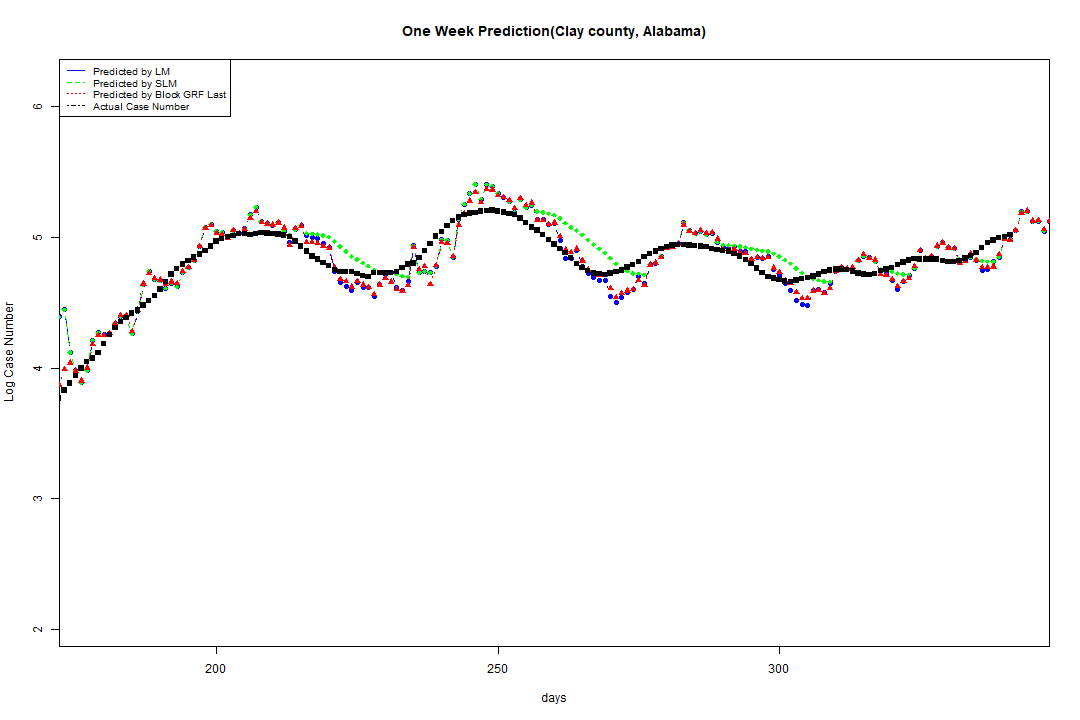 One Week Prediction(Clay county, Alabama)
Predicted by LM
Predicted by SLM
Predicted by Block GRF Last
Actual Case Number
6
5
4
3
2
Log Case Number
200 250 300
days